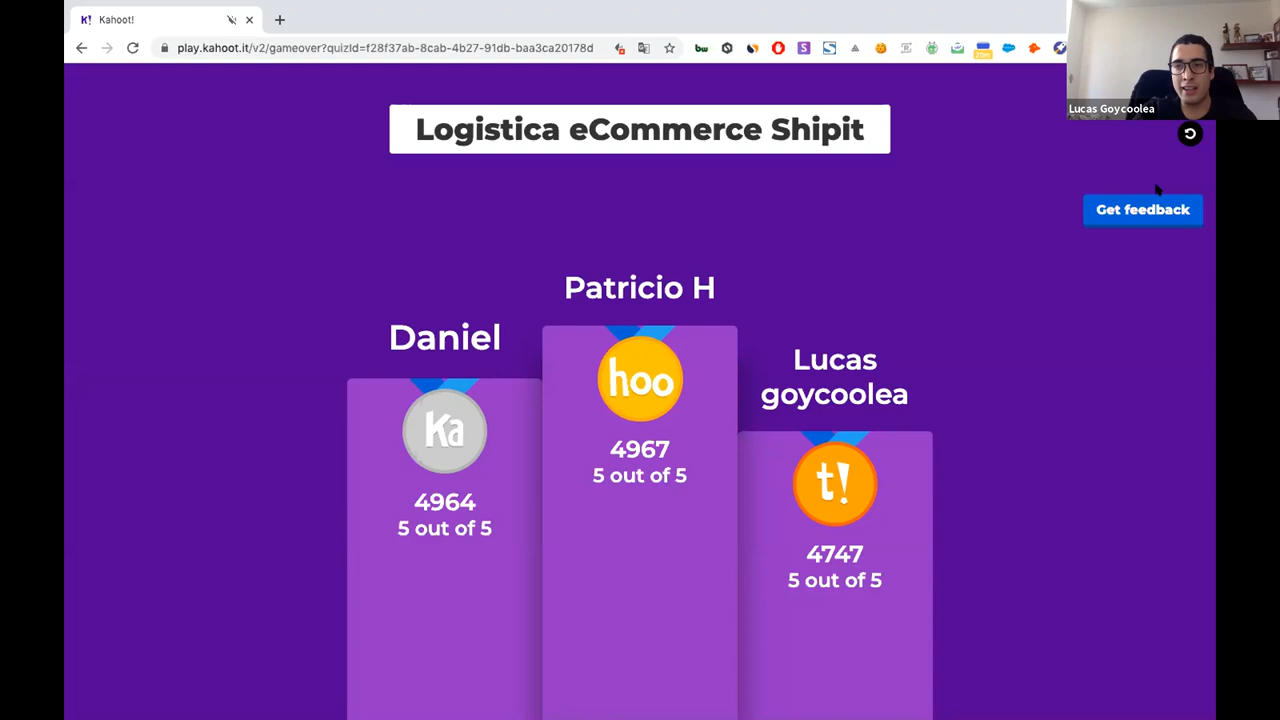 K! Kahoot!
play.kahoot.it/v2/gameover?quizId=f28f37ab-8cab-4b27-91db-baa3ca20178d
bw
S
Lucas Goycoolea
Logistica eCommerce Shipit
Get feedback
Patricio H
Daniel
Lucas
goycoolea
hoo
Ka
t!
4967
5 out of 5
4964
5 out of 5
4747
5 out of 5